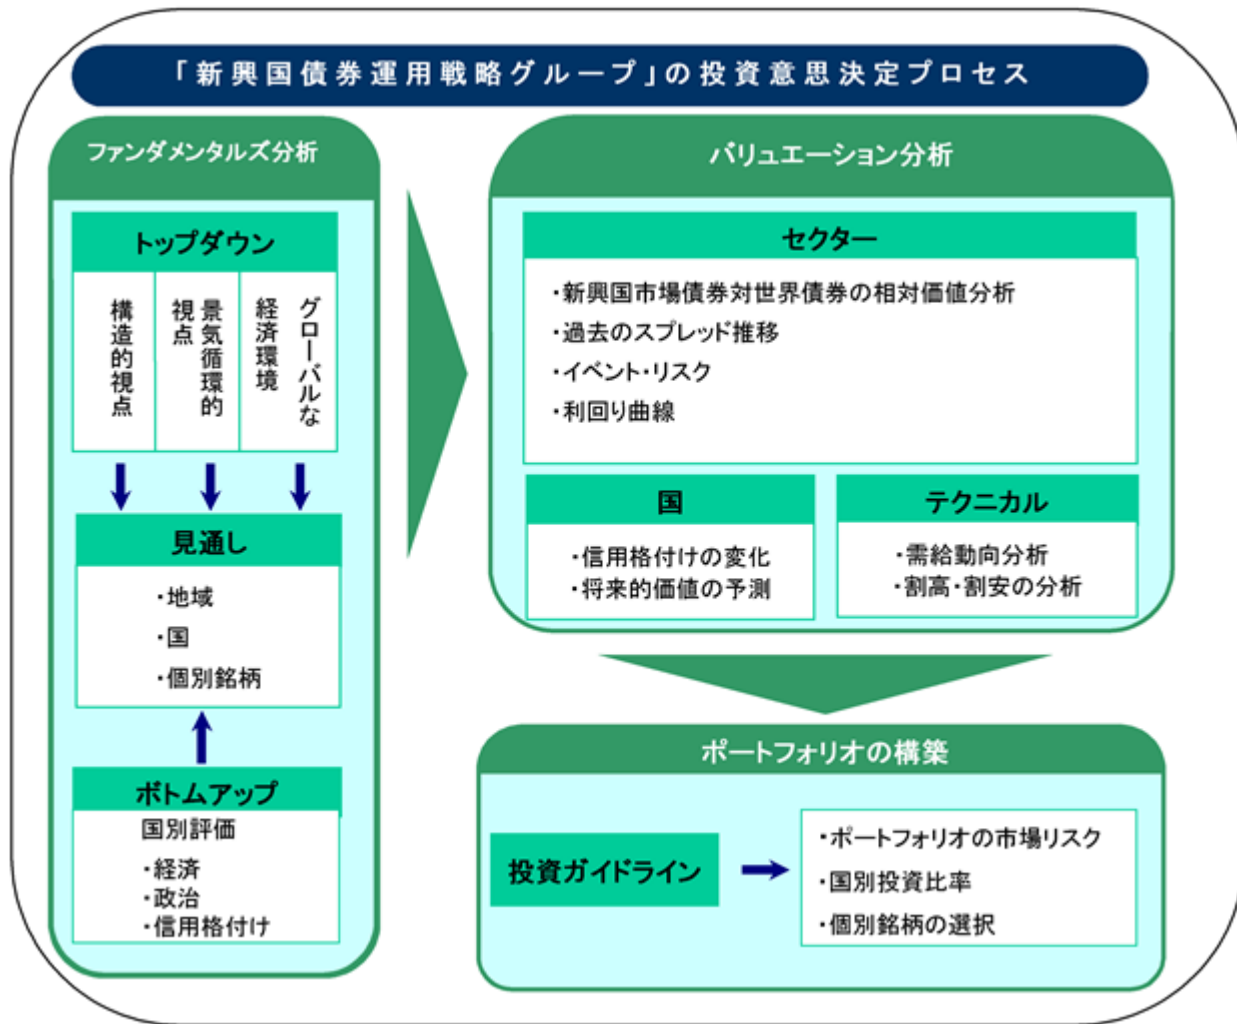 「新興国債券運用戦略グループ」の投資意思決定プロセス
ファンダメンタルズ分析
トップダウン
構造的視点
景気循環的
視点
グローバルな
経済環境
見通し
・地域
・国
・個別銘柄
ボトムアップ
国別評価
・経済
・政治
・信用格付け
バリュエーション分析
セクター
・新興国市場債券対世界債券の相対価値分析
・過去のスプレッド推移
・イベント・リスク
・利回り曲線
国
・信用格付けの変化
・将来的価値の予測
テクニカル
・需給動向分析
・割高・割安の分析
ポートフォリオの構築
投資ガイドライン
・ポートフォリオの市場リスク
・国別投資比率
・個別銘柄の選択